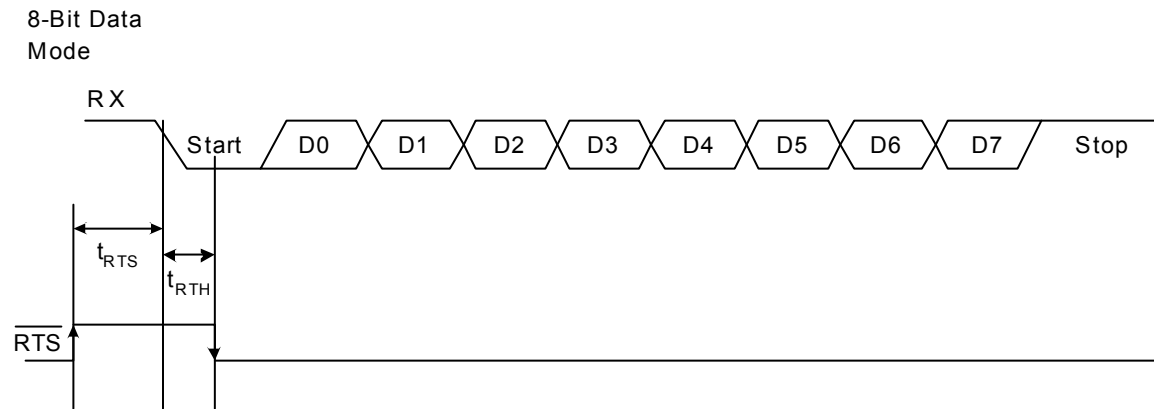 8-Bit Data
Mode
RX
Start D0 D1 D2 D3 D4 D5 D6 D7 Stop
tRTS
tRTH
RTS